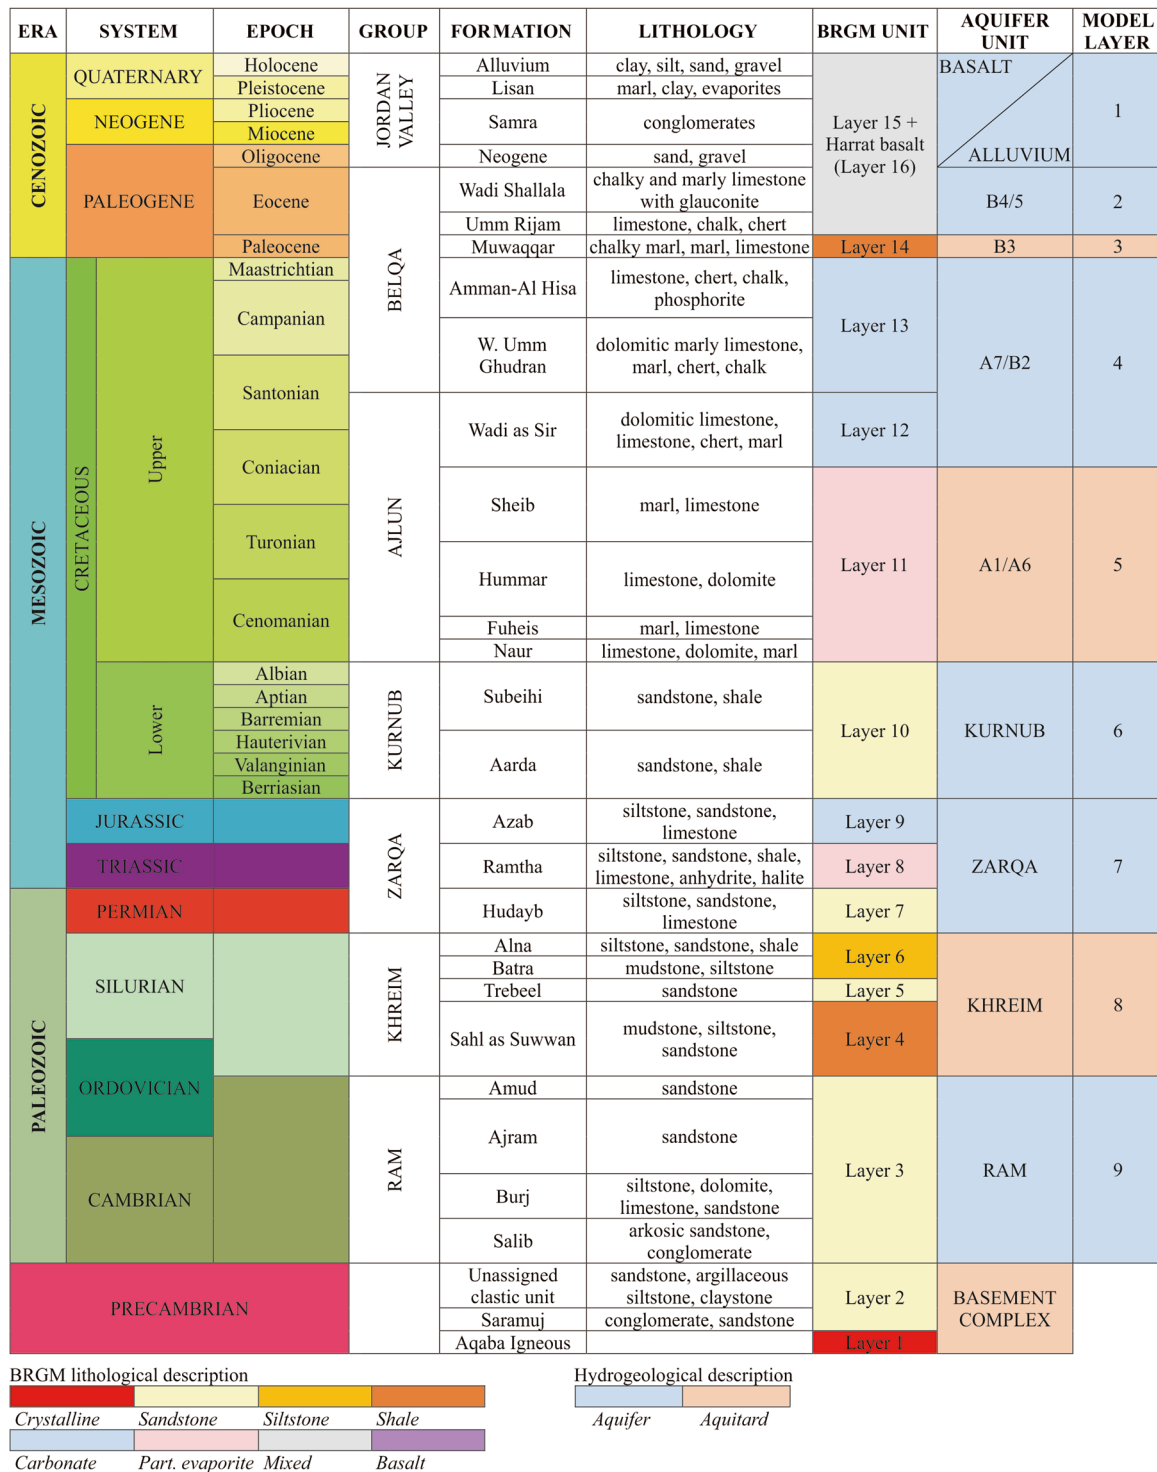 ERA SYSTEM EPOCH GROUP FORMATION LITHOLOGY BRGM UNIT AQUIFER UNIT MODEL LAYER
CENOZOIC
QUATERNARY
Holocene
Pleistocene
NEOGENE
Pliocene
Miocene
PALEOGENE
Oligocene
Eocene
Paleocene
MESOZOIC
CRETACEOUS
Upper
Maastrichtian
Campanian
Santonian
Coniacian
Turonian
Cenomanian
Lower
Albian
Aptian
Barremian
Hauterivian
Valanginian
Berriasian
JURASSIC
TRIASSIC
PALEOZOIC
PERMIAN
SILURIAN
ORDOVICIAN
CAMBRIAN
PRECAMBRIAN
JORDAN
VALLEY
Alluvium clay, silt, sand, gravel
Lisan marl, clay, evaporites
Samra conglomerates
Neogene sand, gravel
BELQA
Wadi Shallala chalky and marly limestone
with glauconite
Umm Rijam limestone, chalk, chert
Muwaqqar chalky marl, marl, limestone
Amman-Al Hisa limestone, chert, chalk,
phosphorite
W. Umm
Ghudran
dolomitic marly limestone,
marl, chert, chalk
AJLUN
Wadi as Sir dolomitic limestone,
limestone, chert, marl
Sheib marl, limestone
Hummar limestone, dolomite
Fuheis marl, limestone
Naur limestone, dolomite, marl
KURNUB
Subeihi sandstone, shale
Aarda sandstone, shale
ZARQA
Azab siltstone, sandstone,
limestone
Ramtha siltstone, sandstone, shale,
limestone, anhydrite, halite
Hudayb siltstone, sandstone,
limestone
KHREIM
Alna siltstone, sandstone, shale
Batra mudstone, siltstone
Trebeel sandstone
Sahl as Suwwan mudstone, siltstone,
sandstone
RAM
Amud sandstone
Ajram sandstone
Burj siltstone, dolomite,
limestone, sandstone
Salib arkosic sandstone,
conglomerate
Unassigned
clastic unit
sandstone, argillaceous
siltstone, claystone
Saramuj conglomerate, sandstone
Aqaba Igneous
Layer 15 +
Harrat basalt
(Layer 16)
Layer 14
Layer 13
Layer 12
Layer 11
Layer 10
Layer 9
Layer 8
Layer 7
Layer 6
Layer 5
Layer 4
Layer 3
Layer 2
Layer 1
BASALT
ALLUVIUM
1
B4/5 2
B3 3
A7/B2 4
A1/A6 5
KURNUB 6
ZARQA 7
KHREIM 8
RAM 9
BASEMENT
COMPLEX
BRGM lithological description
Crystalline Sandstone Siltstone Shale
Carbonate Part. evaporite Mixed Basalt
Hydrogeological description
Aquifer Aquitard